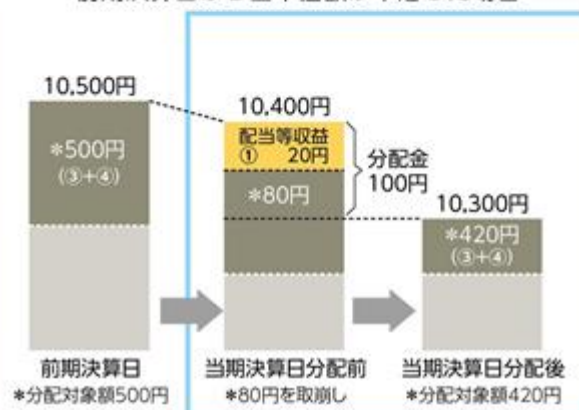 10,500円
*500円
(③+④)
10,400円
配当等収益
① 20円
*80円
分配金
100円
10,300円
*420円
(③+④)
前期決算日
*分配対象額500円
当期決算日分配前
*80円を取崩し
当期決算日分配後
*分配対象額420円